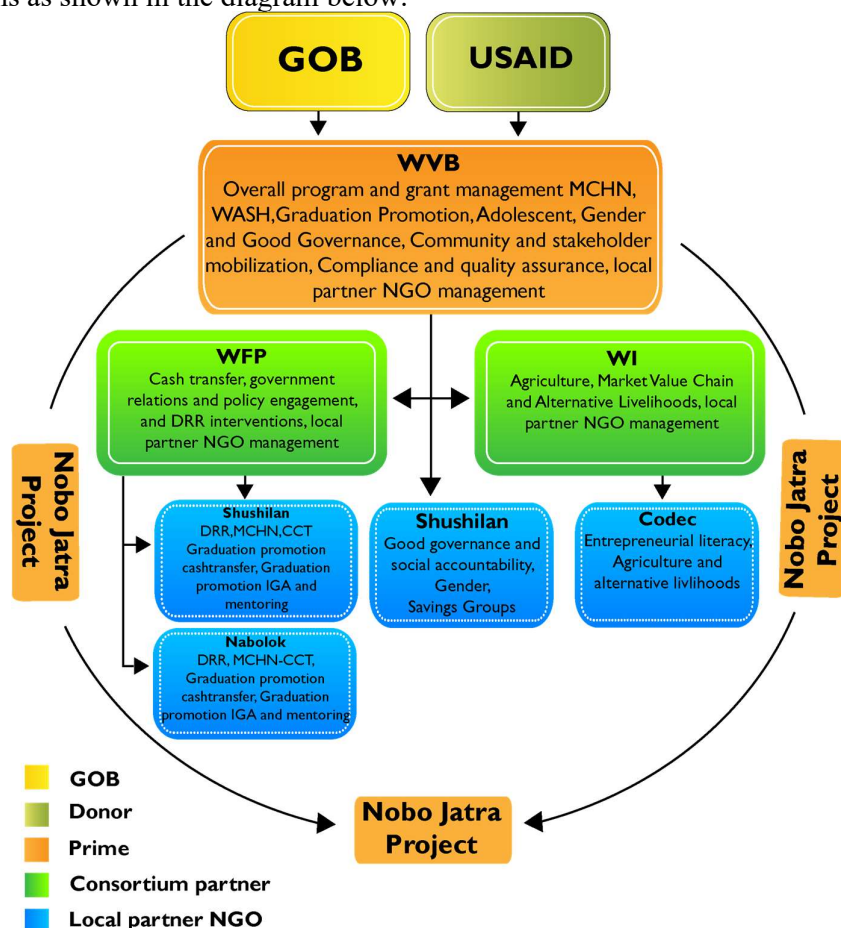 ns as shown in the diagram below:
GOB
USAID
WVB
Overall program and grant management MCHN,
WASH,Graduation Promotion, Adolescent, Gender
and Good Governance, Community and stakeholder
mobilization, Compliance and quality assurance, local
partner NGO management
WFP
Cash transfer, government
relations and policy engagement,
and DRR interventions, local
partner NGO management
WI
Agriculture, Market Value Chain
and Alternative Livelihoods, local
partner NGO management
Nobo Jatra
Project
Shushilan
DRR,MCHN,CCT
Graduation promotion
cashtransfer, Graduation
promotion IGA and
mentoring
Shushilan
Good governance and
social accountability,
Gender,
Savings Groups
Codec
Entrepreneurial literacy,
Agriculture and
alternative livlihoods
Nobo Jatra
Project
Nabolok
DRR, MCHN-CCT,
Graduation promotion
cashtransfer, Graduation
promotion IGA and mentoring
Nobo Jatra
Project
GOB
Donor
Prime
Consortium partner
Local partner NGO